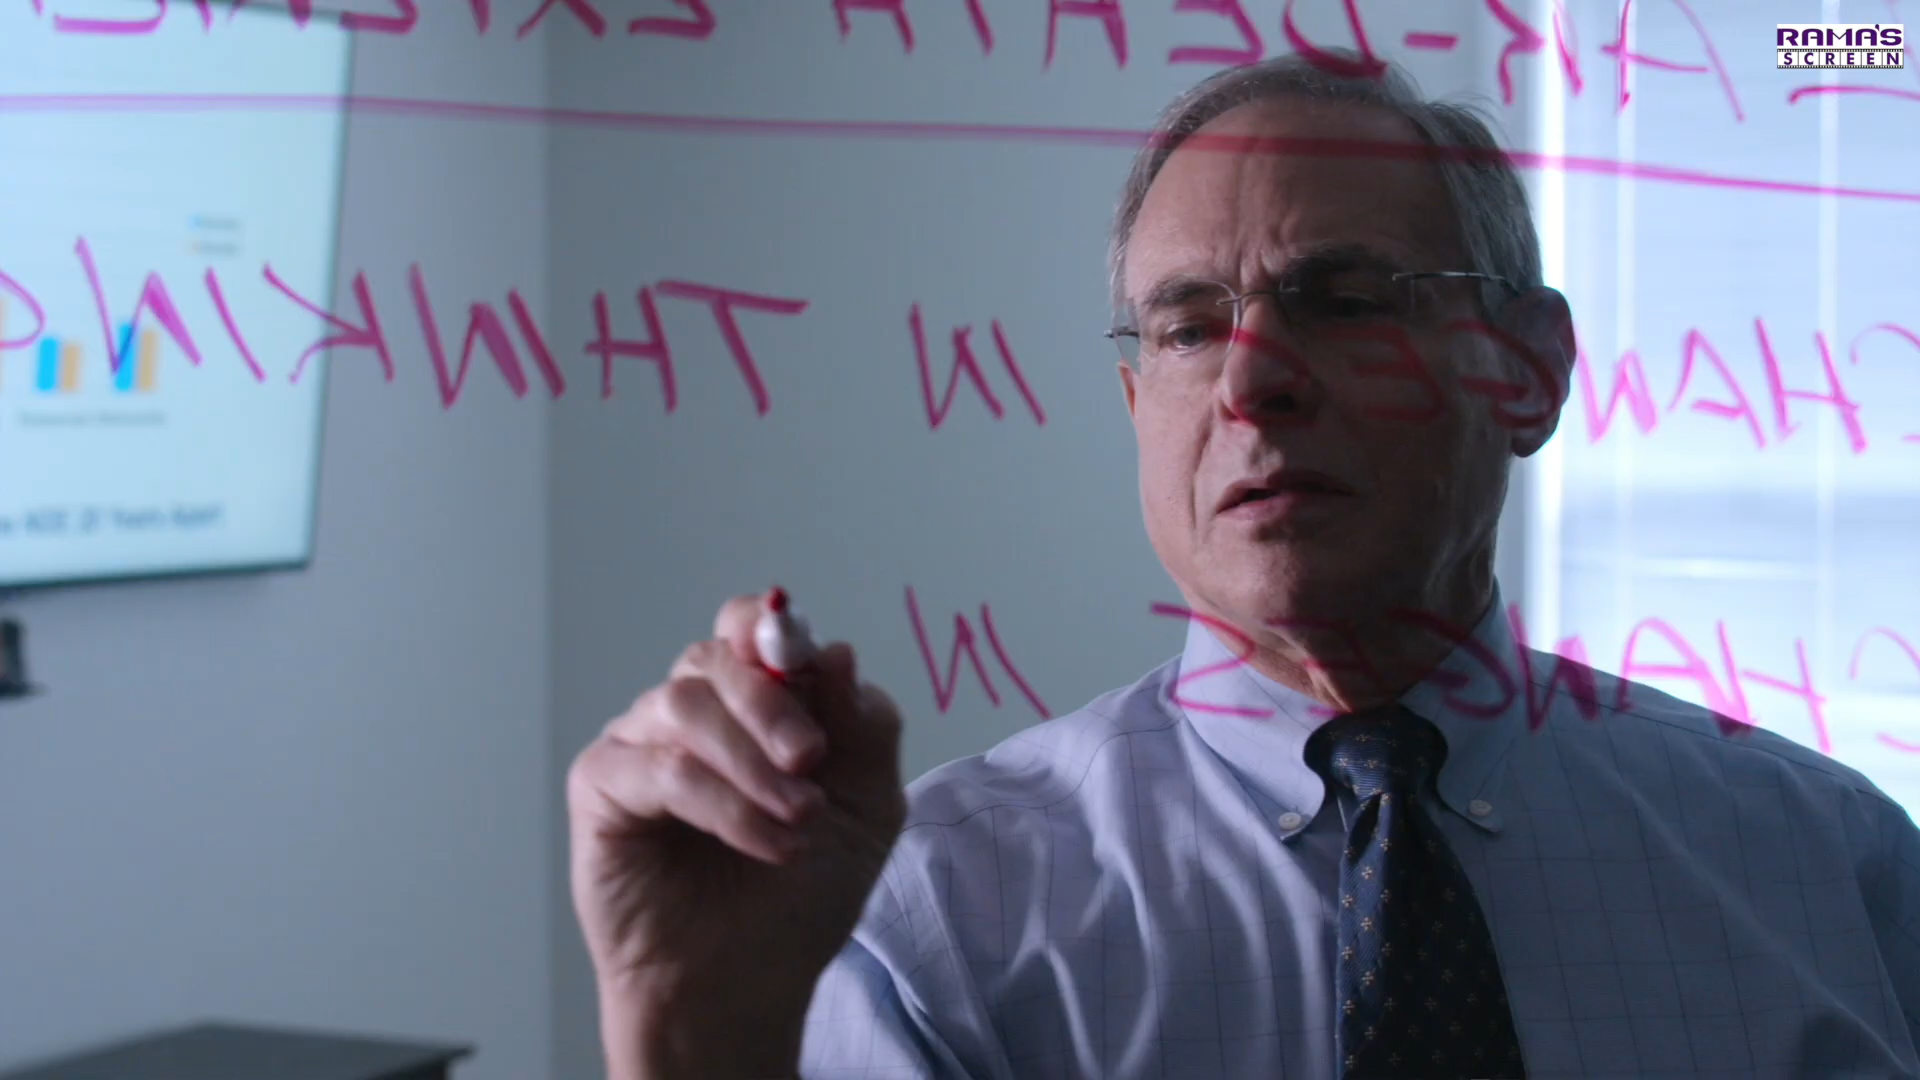 RAMA'S
SCREEN
NEAR-DEATH EXPERIENCE
CHANGES IN THINKING
CHANGES IN